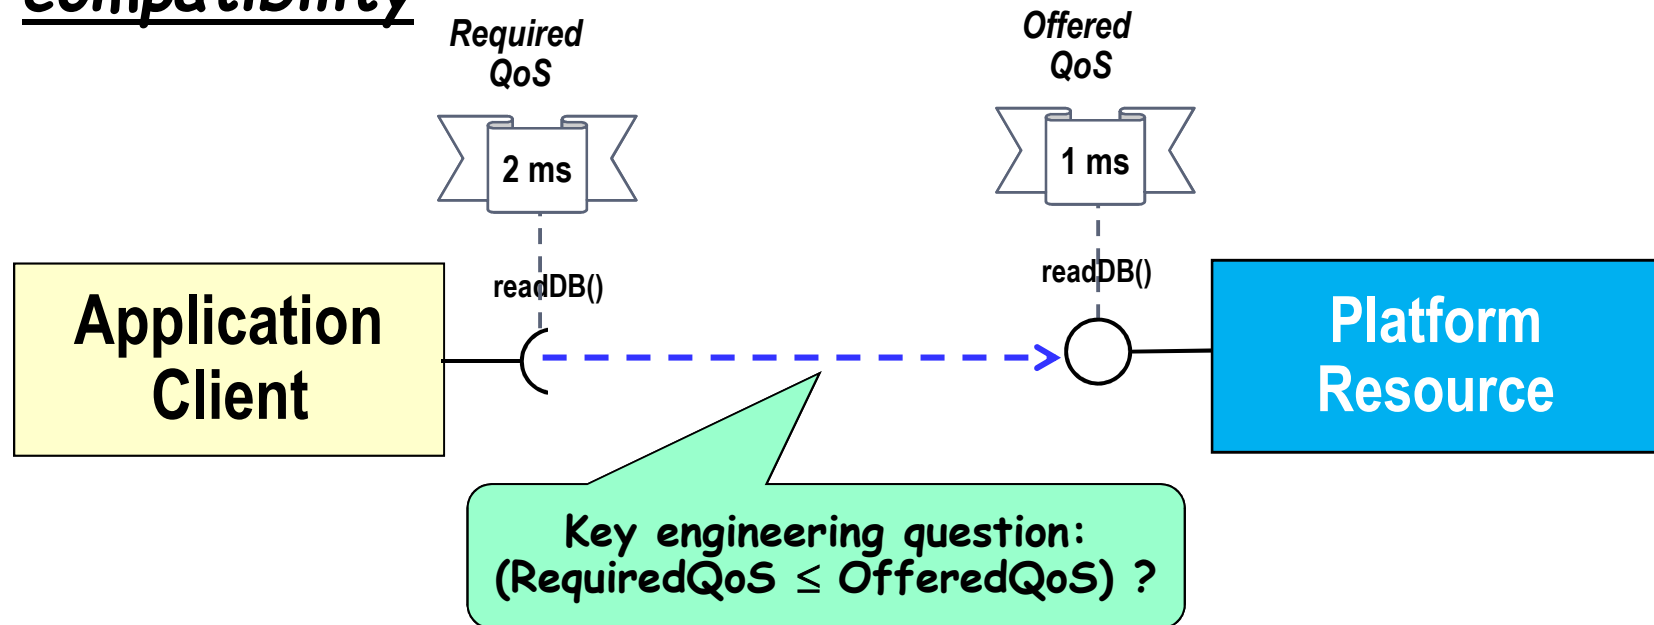 compatibility
Required
QoS
Offered
QoS
2 ms
1 ms
readDB()
readDB()
Application
Client
Platform
Resource
Key engineering question:
(RequiredQoS ≤ OfferedQoS) ?